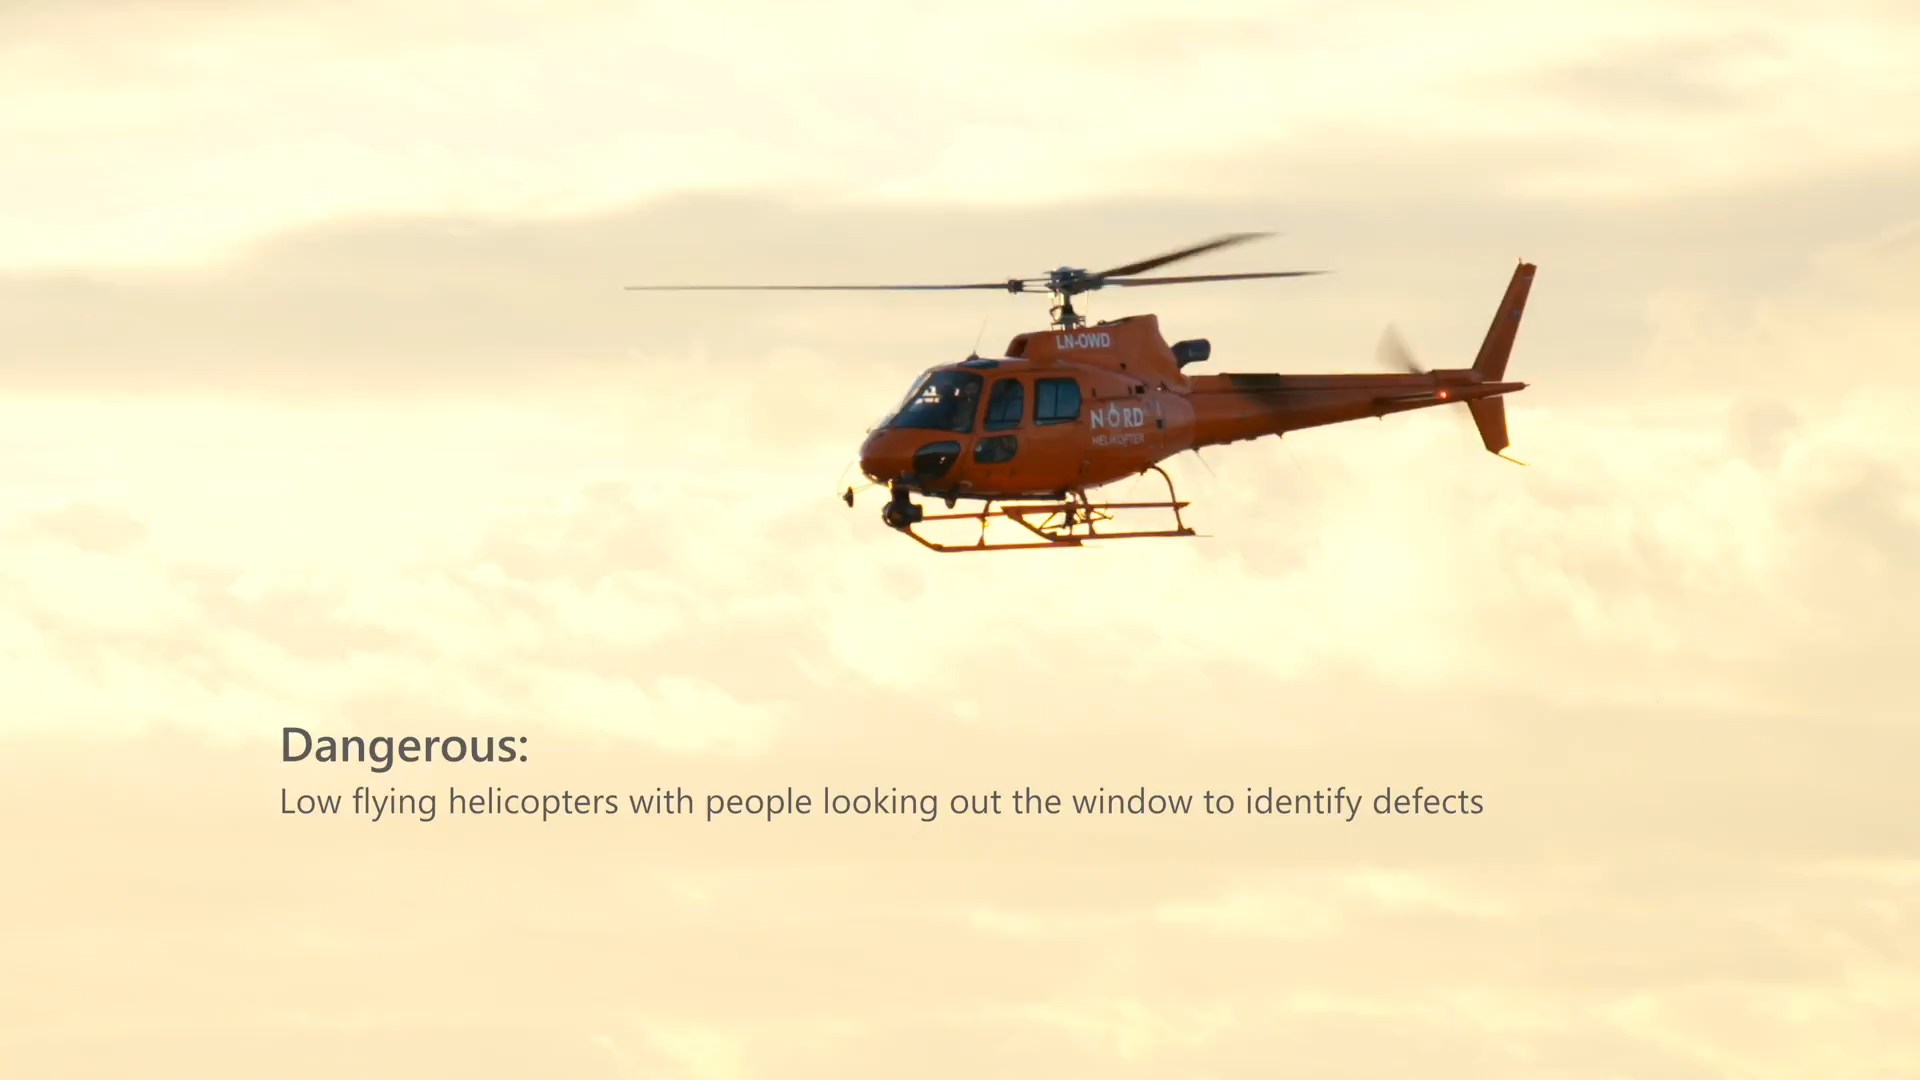 LN-OWD
NORD
HELIKOPTER
Dangerous:
Low flying helicopters with people looking out the window to identify defects